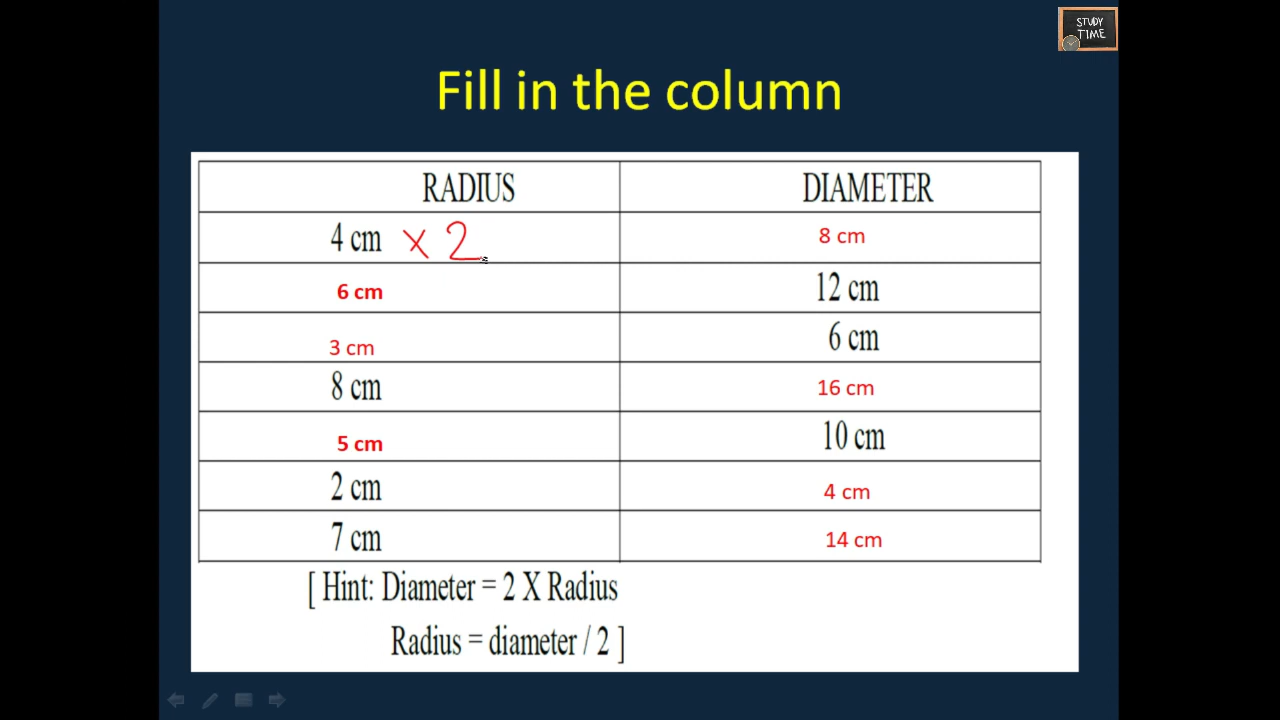 STUDY
TIME
Fill in the column
RADIUS DIAMETER
4 cm × 2 8 cm
6 cm 12 cm
3 cm 6 cm
8 cm 16 cm
5 cm 10 cm
2 cm 4 cm
7 cm 14 cm
[ Hint: Diameter = 2 X Radius
Radius = diameter / 2 ]